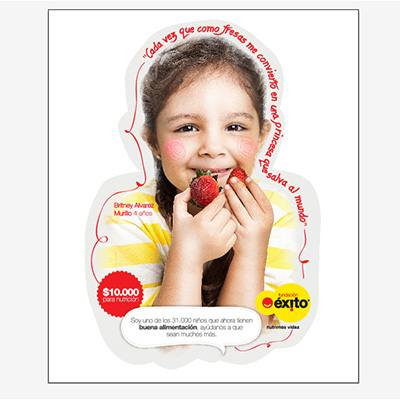 "Cada vez que como fresas me convierto en una princesa que salva al mundo"
Britney Alvarez
Murillo 4 años
$10.000
para nutrición
fundación
éxito
nutrimos vidas
Soy uno de los 31.000 niños que ahora tienen
buena alimentación, ayúdanos a que
sean muchos más.